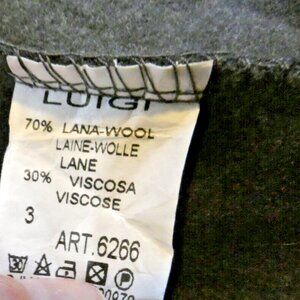 LUIGI
70% LANA-WOOL
LAINE-WOLLE
LANE
30% VISCOSA
VISCOSE
3
ART.6266